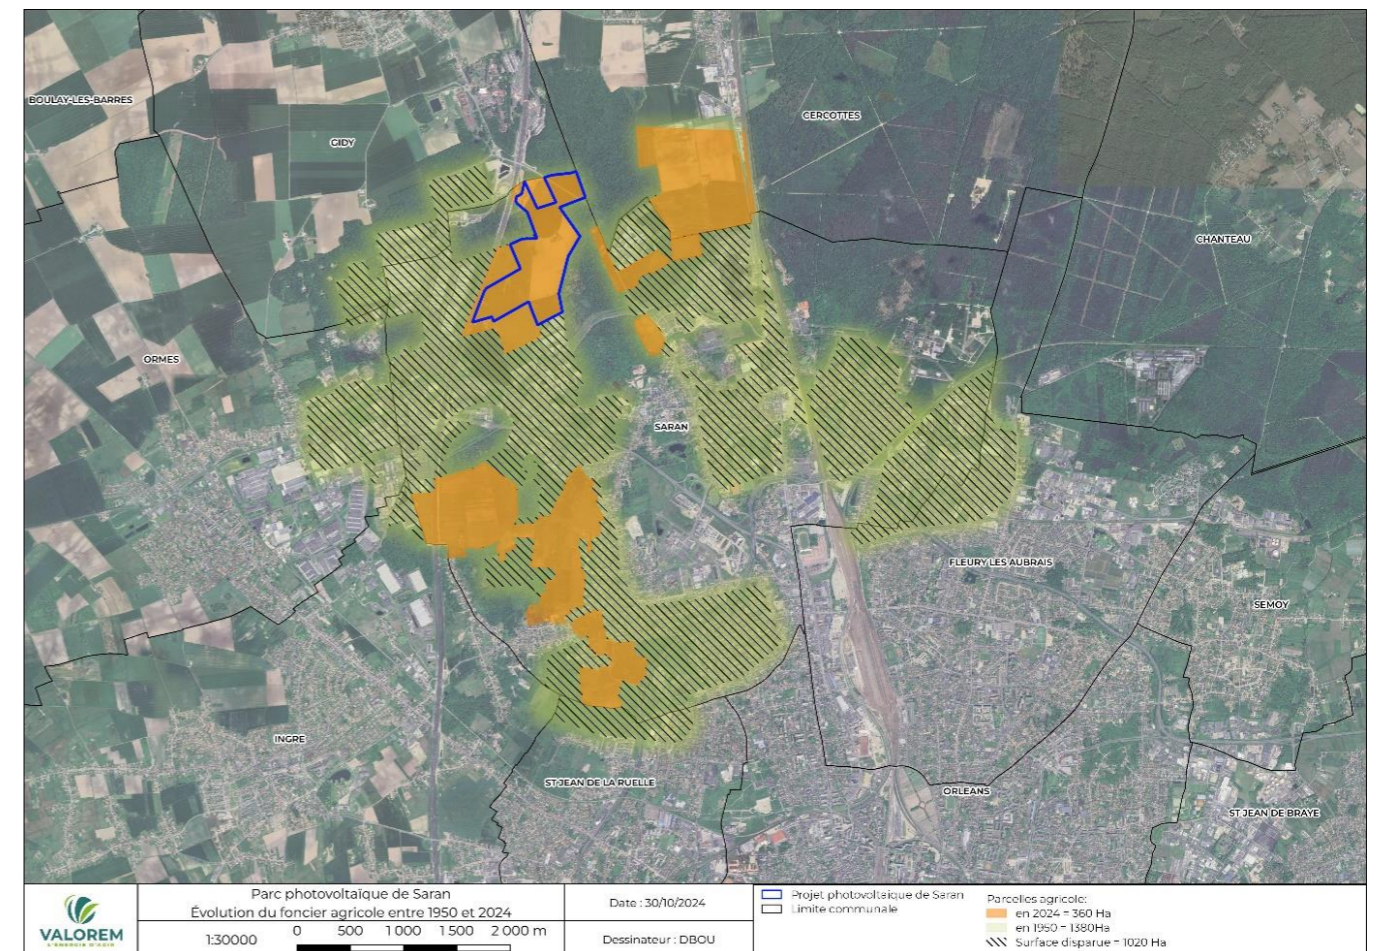 BOULAY-LES-BARRES
GIDY
CERCOTTES
CHANTEAU
ORMES
SARAN
FLEURY LES AUBRAIS
SEMOY
INGRE
ST JEAN DE LA RUELLE
ORLEANS
ST JEAN DE BRAYE
VALOREM
L'ÉNERGIE D'AGIR
Parc photovoltaïque de Saran
Évolution du foncier agricole entre 1950 et 2024
1:30000
0 500 1 000 1 500 2 000 m
Date : 30/10/2024
Dessinateur : DBOU
Projet photovoltaique de Saran
Limite communale
Parcelles agricole:
en 2024 = 360 Ha
en 1950 = 1380Ha
Surface disparue = 1020 Ha